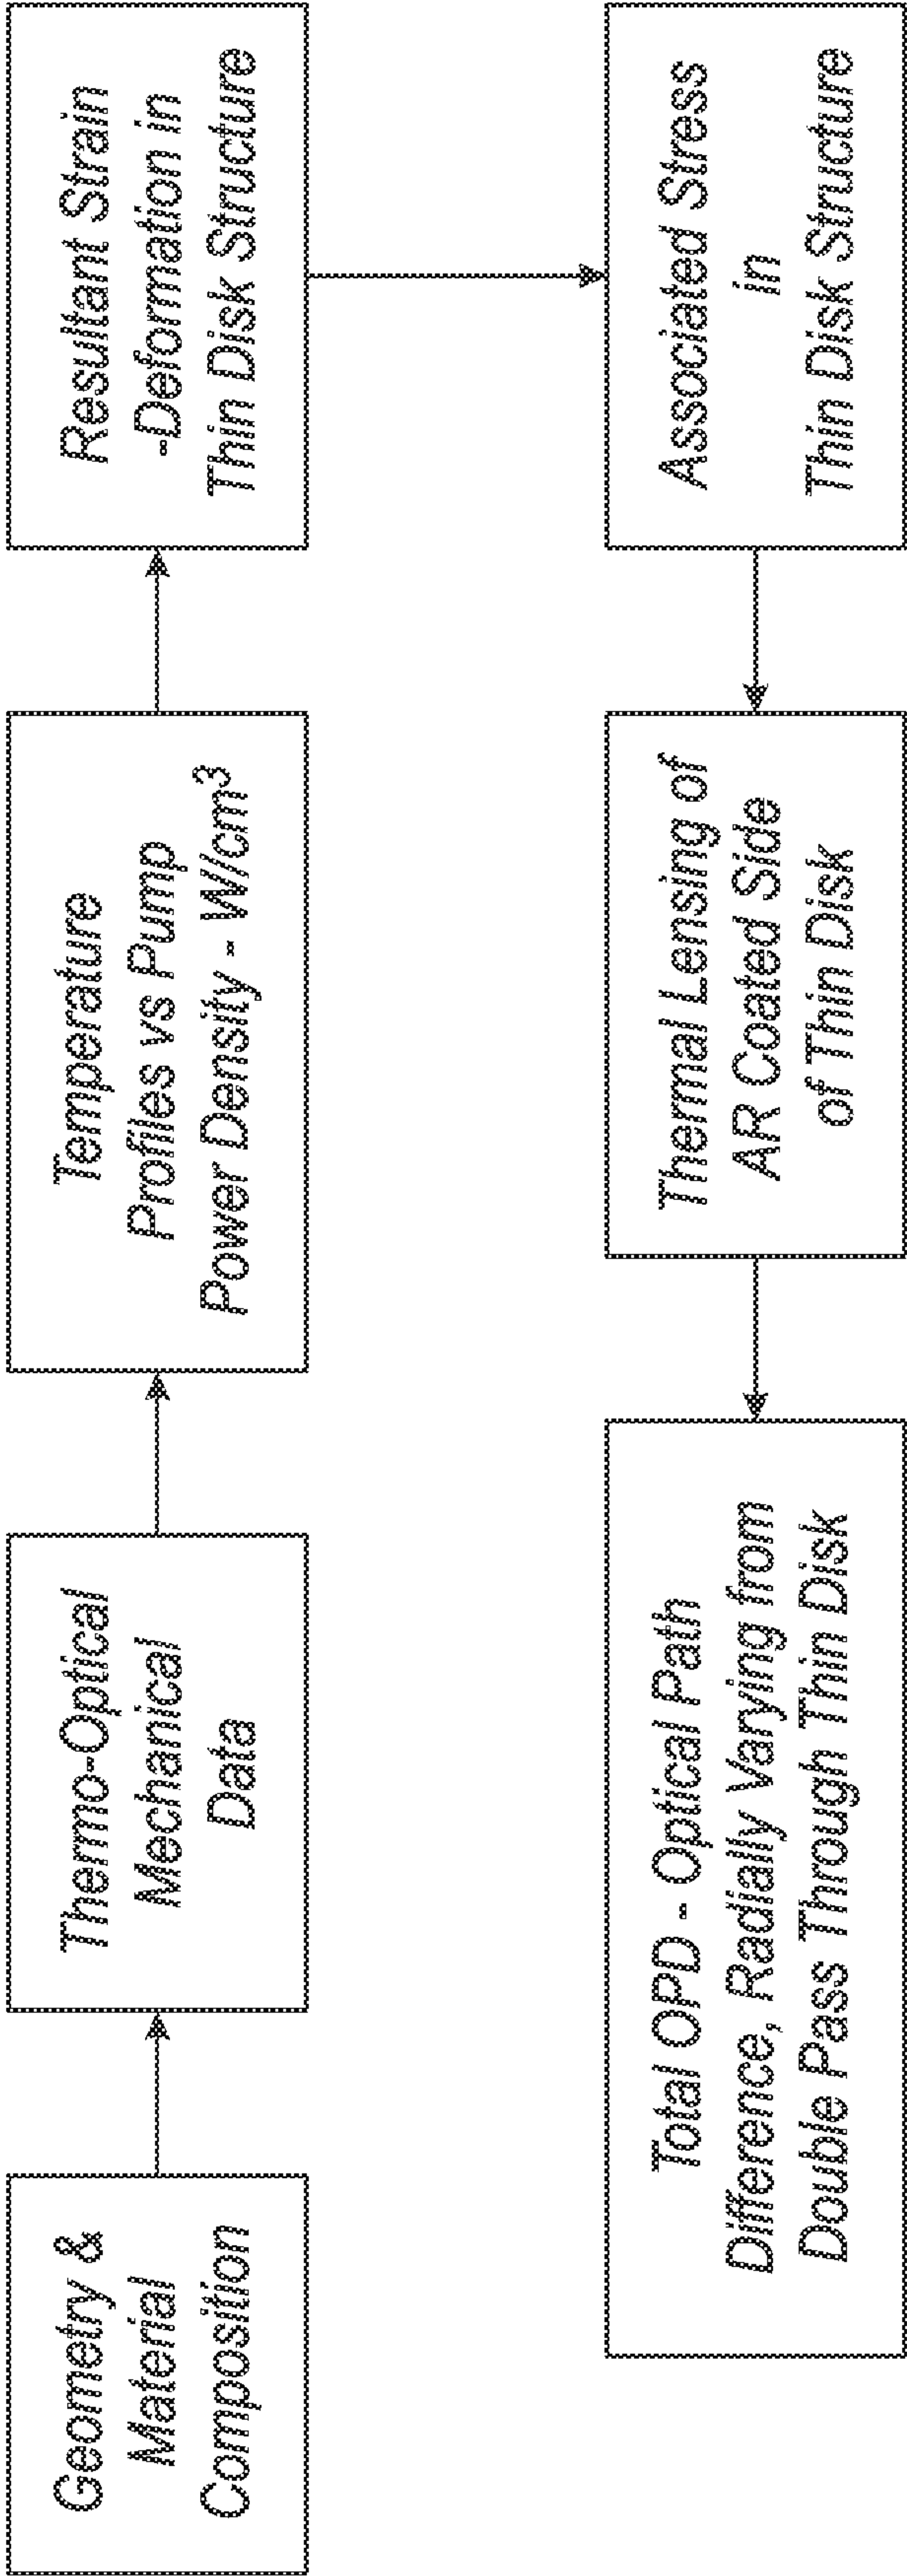 Geometry &
Material
Composition
Thermo-Optical
Mechanical
Data
Temperature
Profiles vs Pump
Power Density - W/cm³
Resultant Strain
-Deformation in
Thin Disk Structure
Associated Stress
in
Thin Disk Structure
Thermal Lensing of
AR Coated Side
of Thin Disk
Total OPD - Optical Path
Difference, Radially Varying from
Double Pass Through Thin Disk